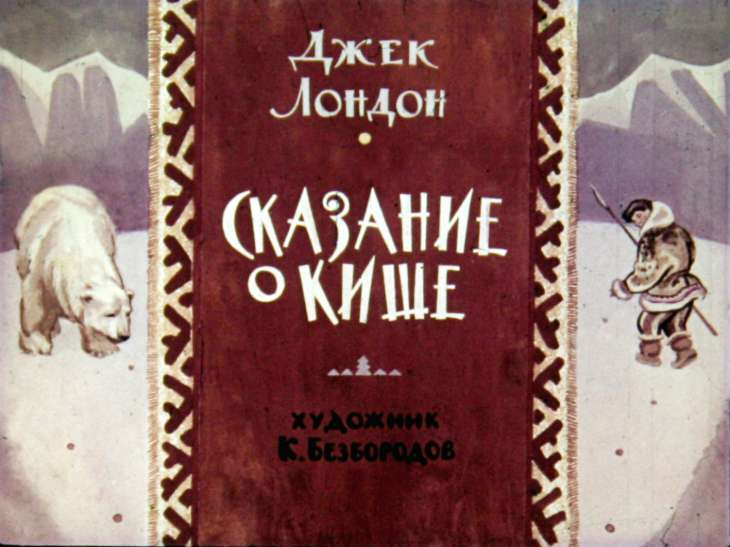 Джек
Лондон
Сказание
о Кише
художник
К. Безбородов